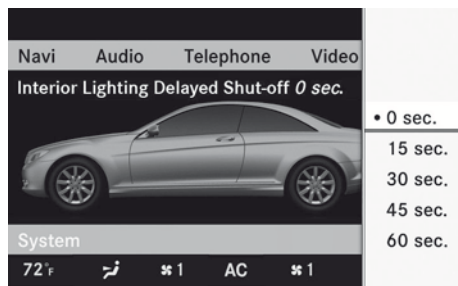 Navi Audio Telephone Video
Interior Lighting Delayed Shut-off 0 sec.
• 0 sec.
15 sec.
30 sec.
45 sec.
60 sec.
System
72°F 1 AC 1